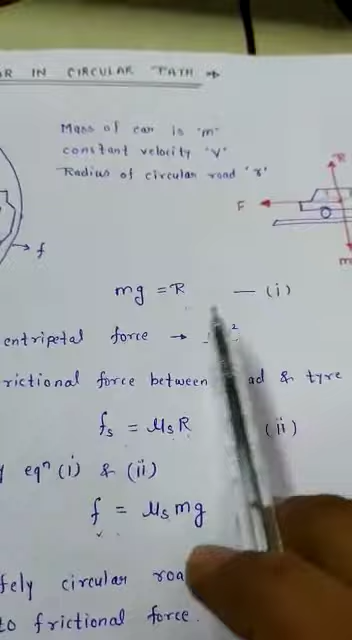 R IN CIRCULAR PATH →
Mass of car is 'm'
constant velocity 'V'
Radius of circular road 'r'
R
F
f
m
mg = R — (i)
entripetal force →
rictional force between ad & tyre
fs = μs R (ii)
eqn (i) & (ii)
f = μs mg
fely circular roa
to frictional force.